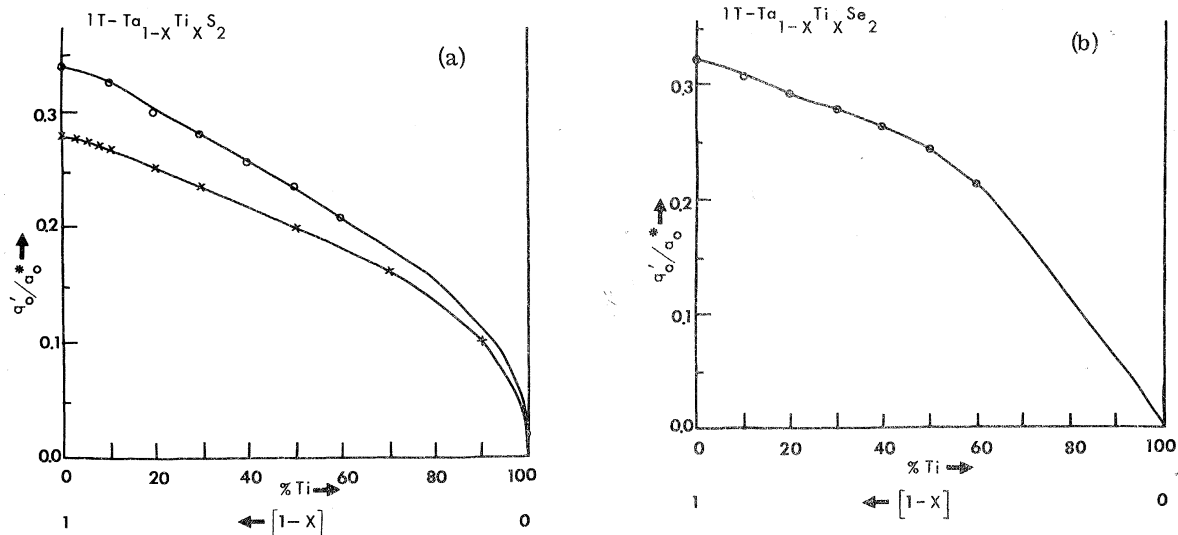 1T-Ta1-XTiXS2
(a)
0.3
0.2
0.1
0.0
q'o/ao*
0 20 40 60 80 100
% Ti →
1 ← [1-X] 0
1T-Ta1-XTiXSe2
(b)
0.3
0.2
0.1
0.0
q'o/ao*
0 20 40 60 80 100
% Ti →
1 ← [1-X] 0